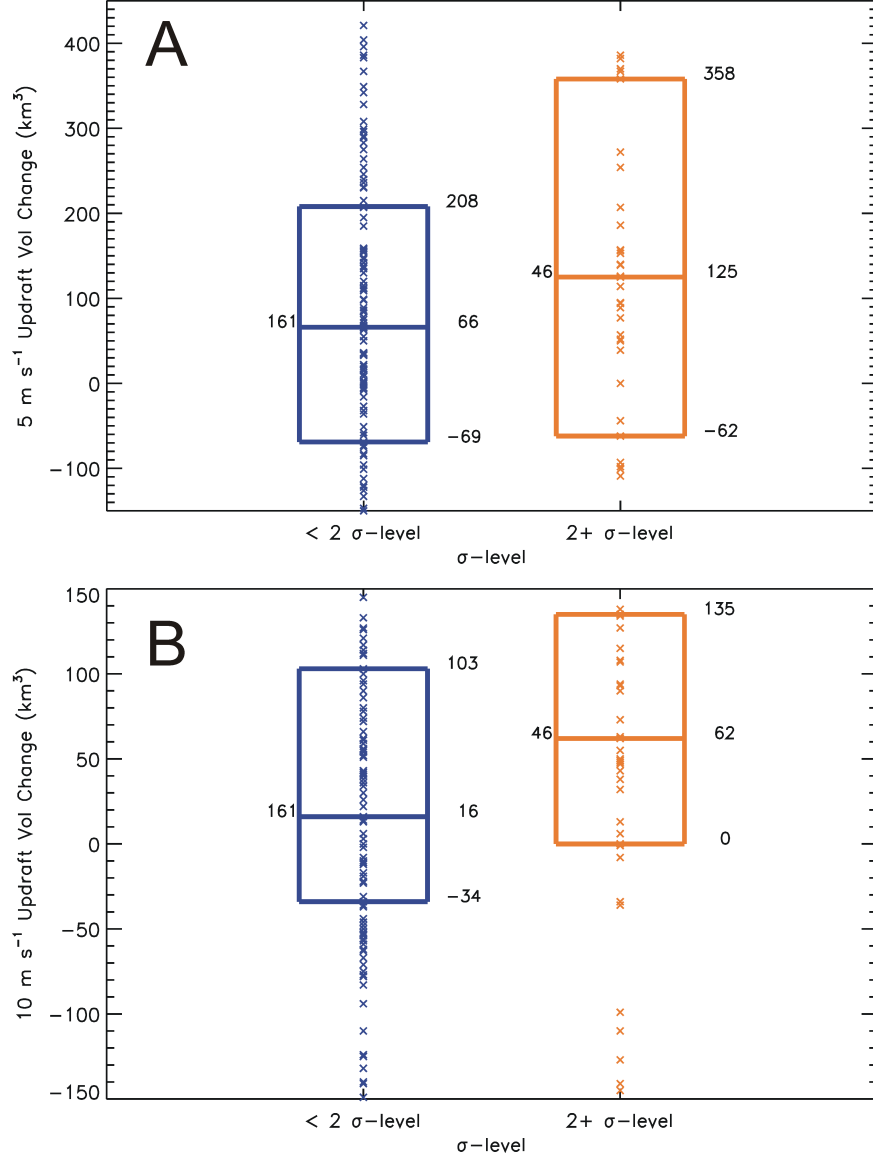 A
5 m s⁻¹ Updraft Vol Change (km³)
400
300
200
100
0
−100
208
161
66
−69
358
46
125
−62
< 2 σ−level
2+ σ−level
σ−level
B
10 m s⁻¹ Updraft Vol Change (km³)
150
100
50
0
−50
−100
−150
103
161
16
−34
135
46
62
0
< 2 σ−level
2+ σ−level
σ−level